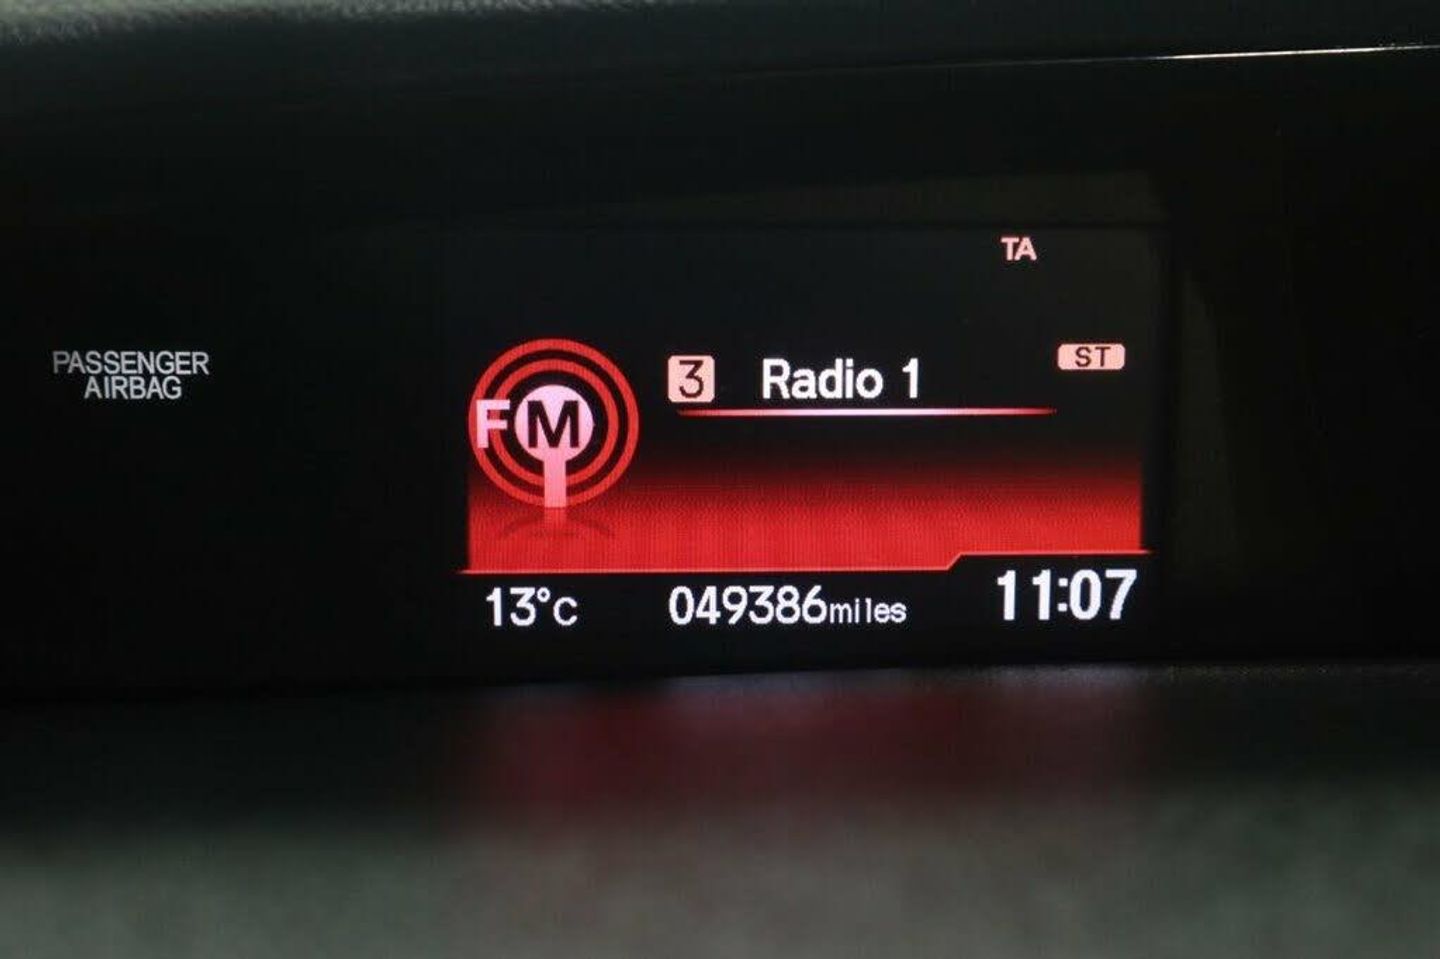 TA
PASSENGER
AIRBAG
FM
3 Radio 1
ST
13°C 049386miles 11:07